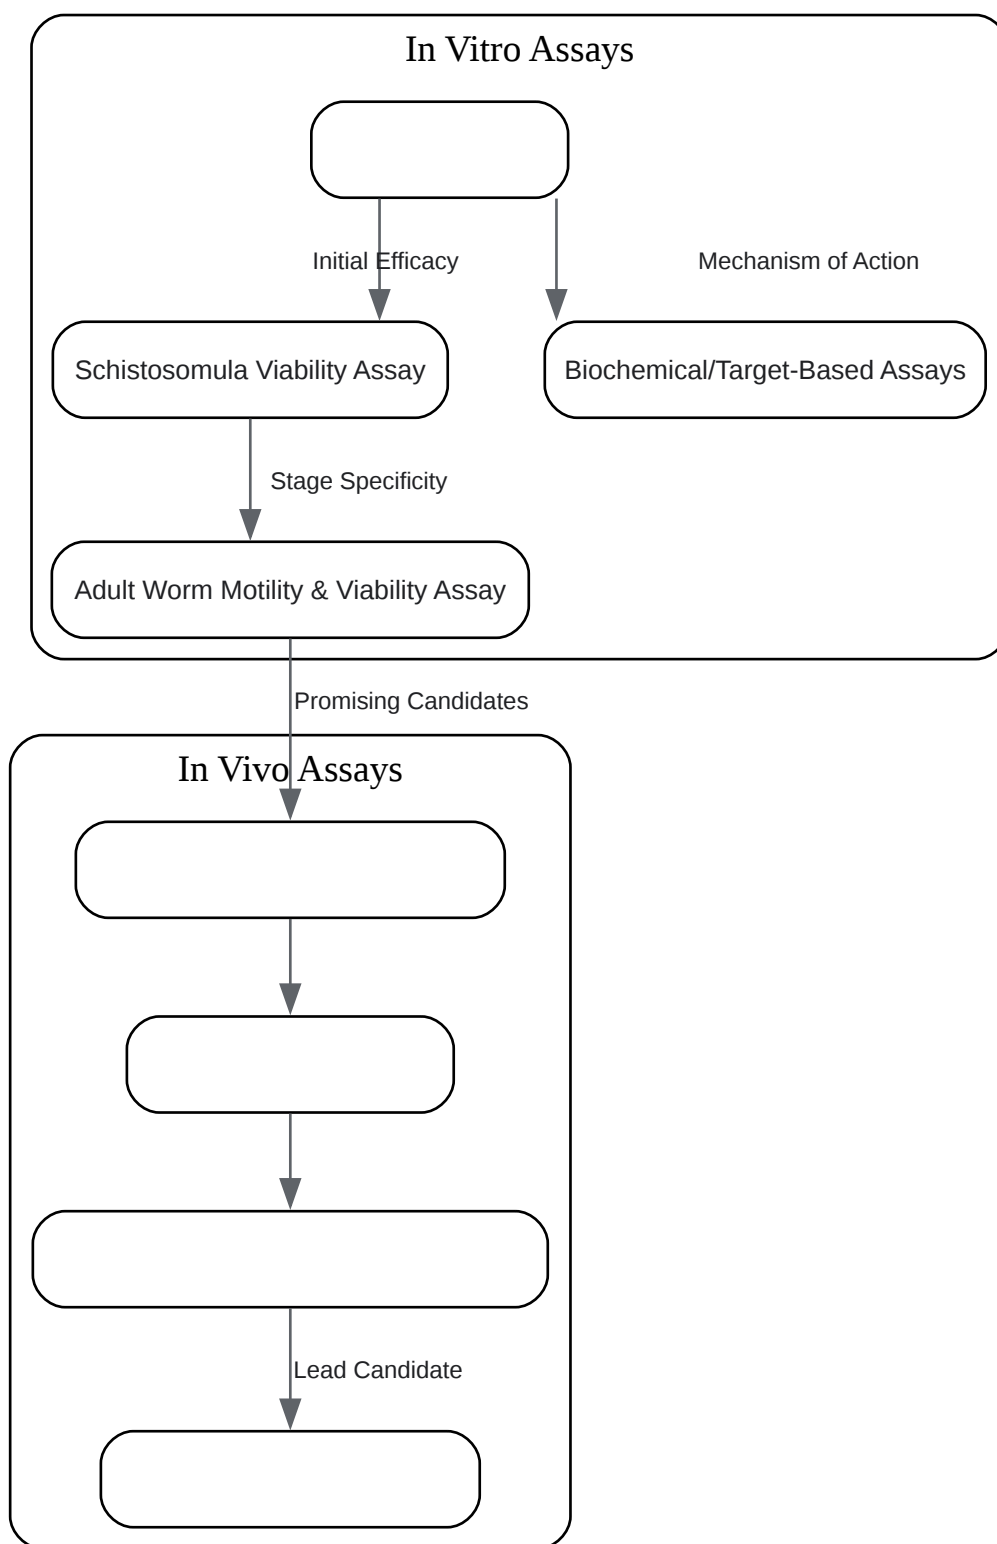 In Vitro Assays
Initial Efficacy
Mechanism of Action
Schistosomula Viability Assay
Biochemical/Target-Based Assays
Stage Specificity
Adult Worm Motility & Viability Assay
Promising Candidates
In Vivo Assays
Lead Candidate